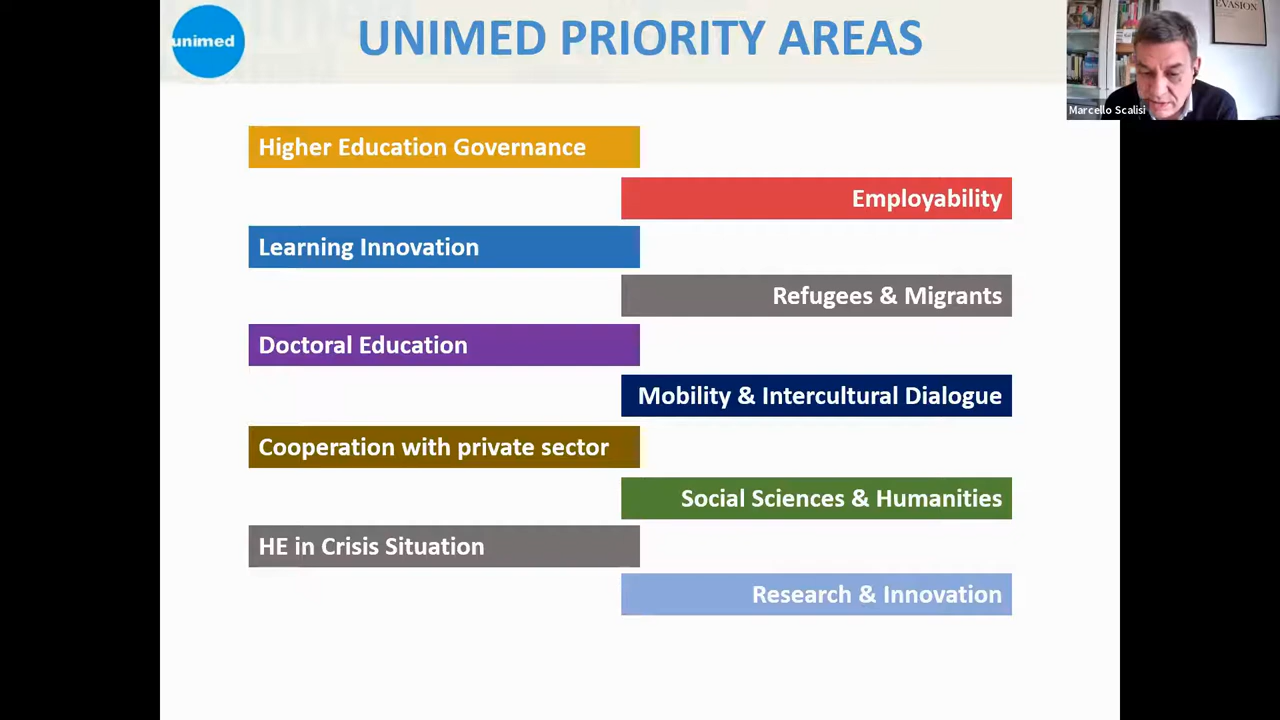 unimed
UNIMED PRIORITY AREAS
EVASION
Marcello Scalisi
Higher Education Governance
Employability
Learning Innovation
Refugees & Migrants
Doctoral Education
Mobility & Intercultural Dialogue
Cooperation with private sector
Social Sciences & Humanities
HE in Crisis Situation
Research & Innovation